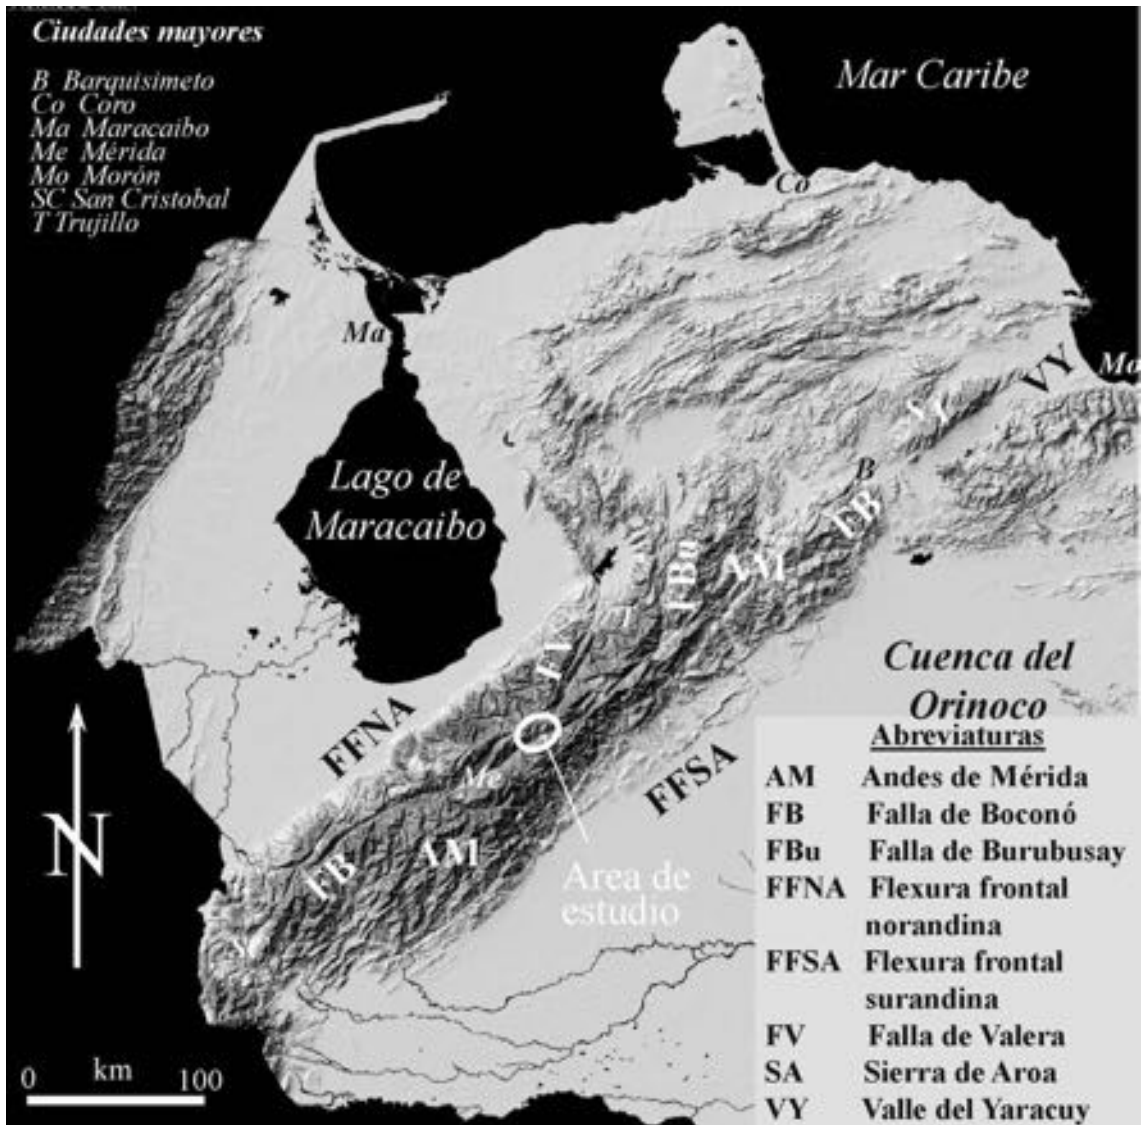 Ciudades mayores
B Barquisimeto
Co Coro
Ma Maracaibo
Me Mérida
Mo Morón
SC San Cristobal
T Trujillo
Mar Caribe
Co
Ma
Mo
VY
B
Lago de
Maracaibo
FB
AM
FBu
FV
Cuenca del
Orinoco
FFNA
FFSA
Me
AM
FB
Area de
estudio
N
0 km 100
Abreviaturas
AM Andes de Mérida
FB Falla de Boconó
FBu Falla de Burubusay
FFNA Flexura frontal
norandina
FFSA Flexura frontal
surandina
FV Falla de Valera
SA Sierra de Aroa
VY Valle del Yaracuy